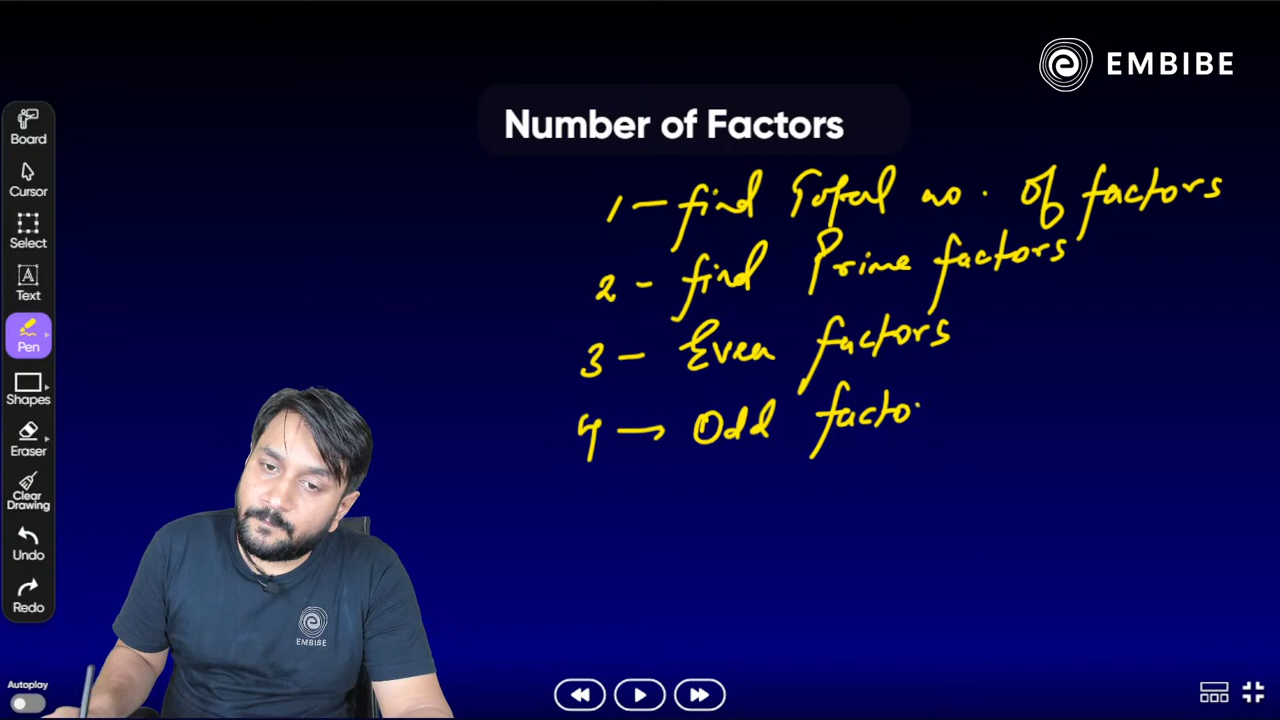 EMBIBE
Number of Factors
1 - find Total no. of factors
2 - find Prime factors
3 - Even factors
4 → Odd facto
Board
Cursor
Select
Text
Pen
Shapes
Eraser
Clear
Drawing
Undo
Redo
EMBIBE
Autoplay